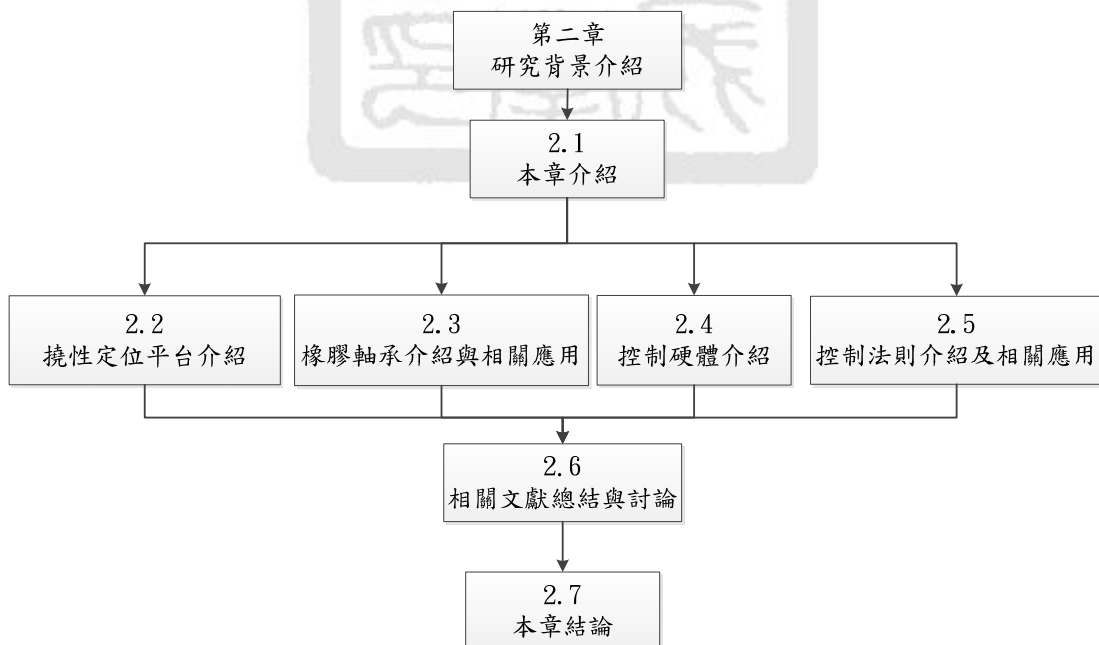 第二章
研究背景介紹
2.1
本章介紹
2.2
撓性定位平台介紹
2.3
橡膠軸承介紹與相關應用
2.4
控制硬體介紹
2.5
控制法則介紹及相關應用
2.6
相關文獻總結與討論
2.7
本章結論